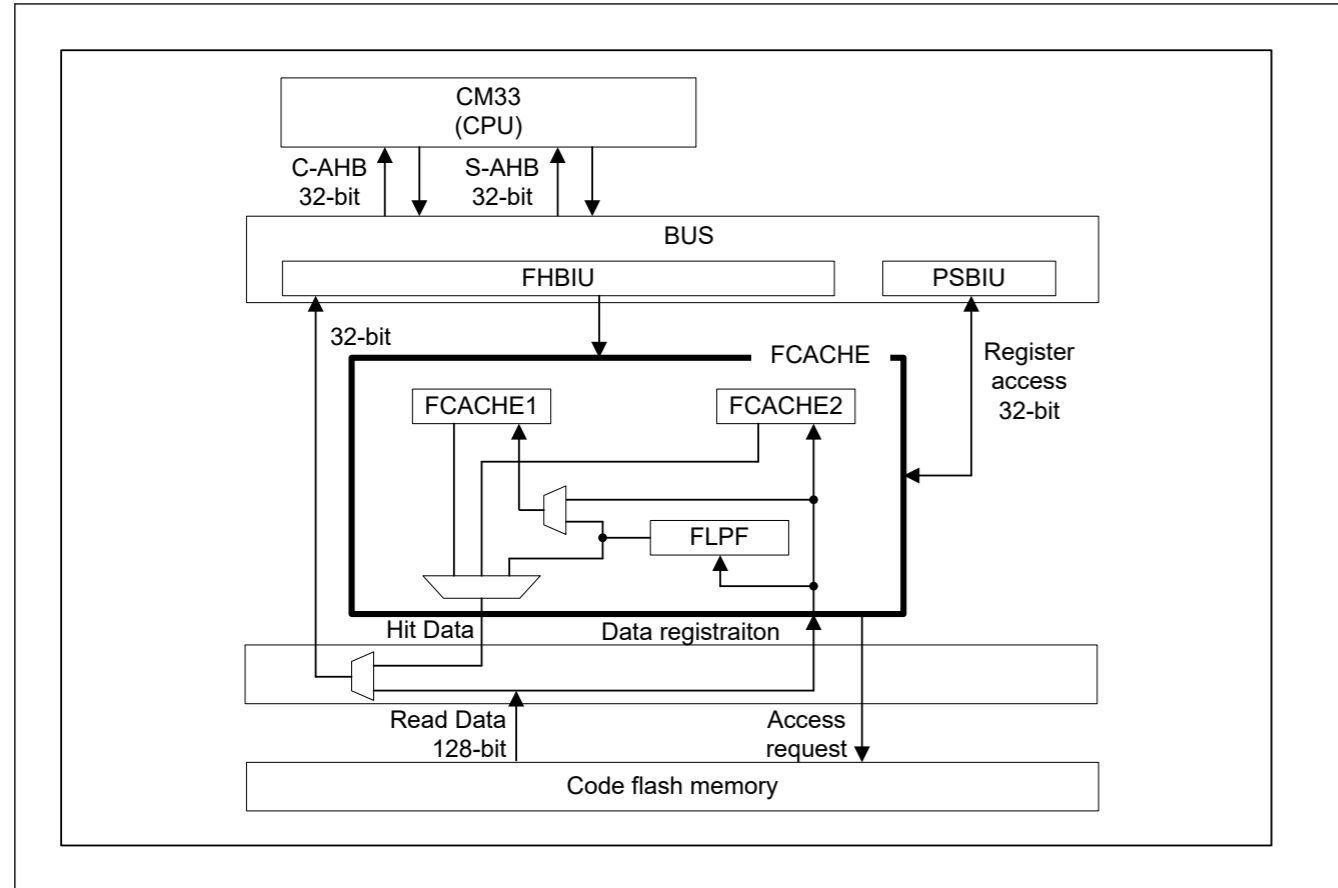 CM33
(CPU)
C-AHB
32-bit
S-AHB
32-bit
BUS
FHBIU
PSBIU
32-bit
FCACHE
Register
access
32-bit
FCACHE1
FCACHE2
FLPF
Hit Data
Data registraiton
Read Data
128-bit
Access
request
Code flash memory